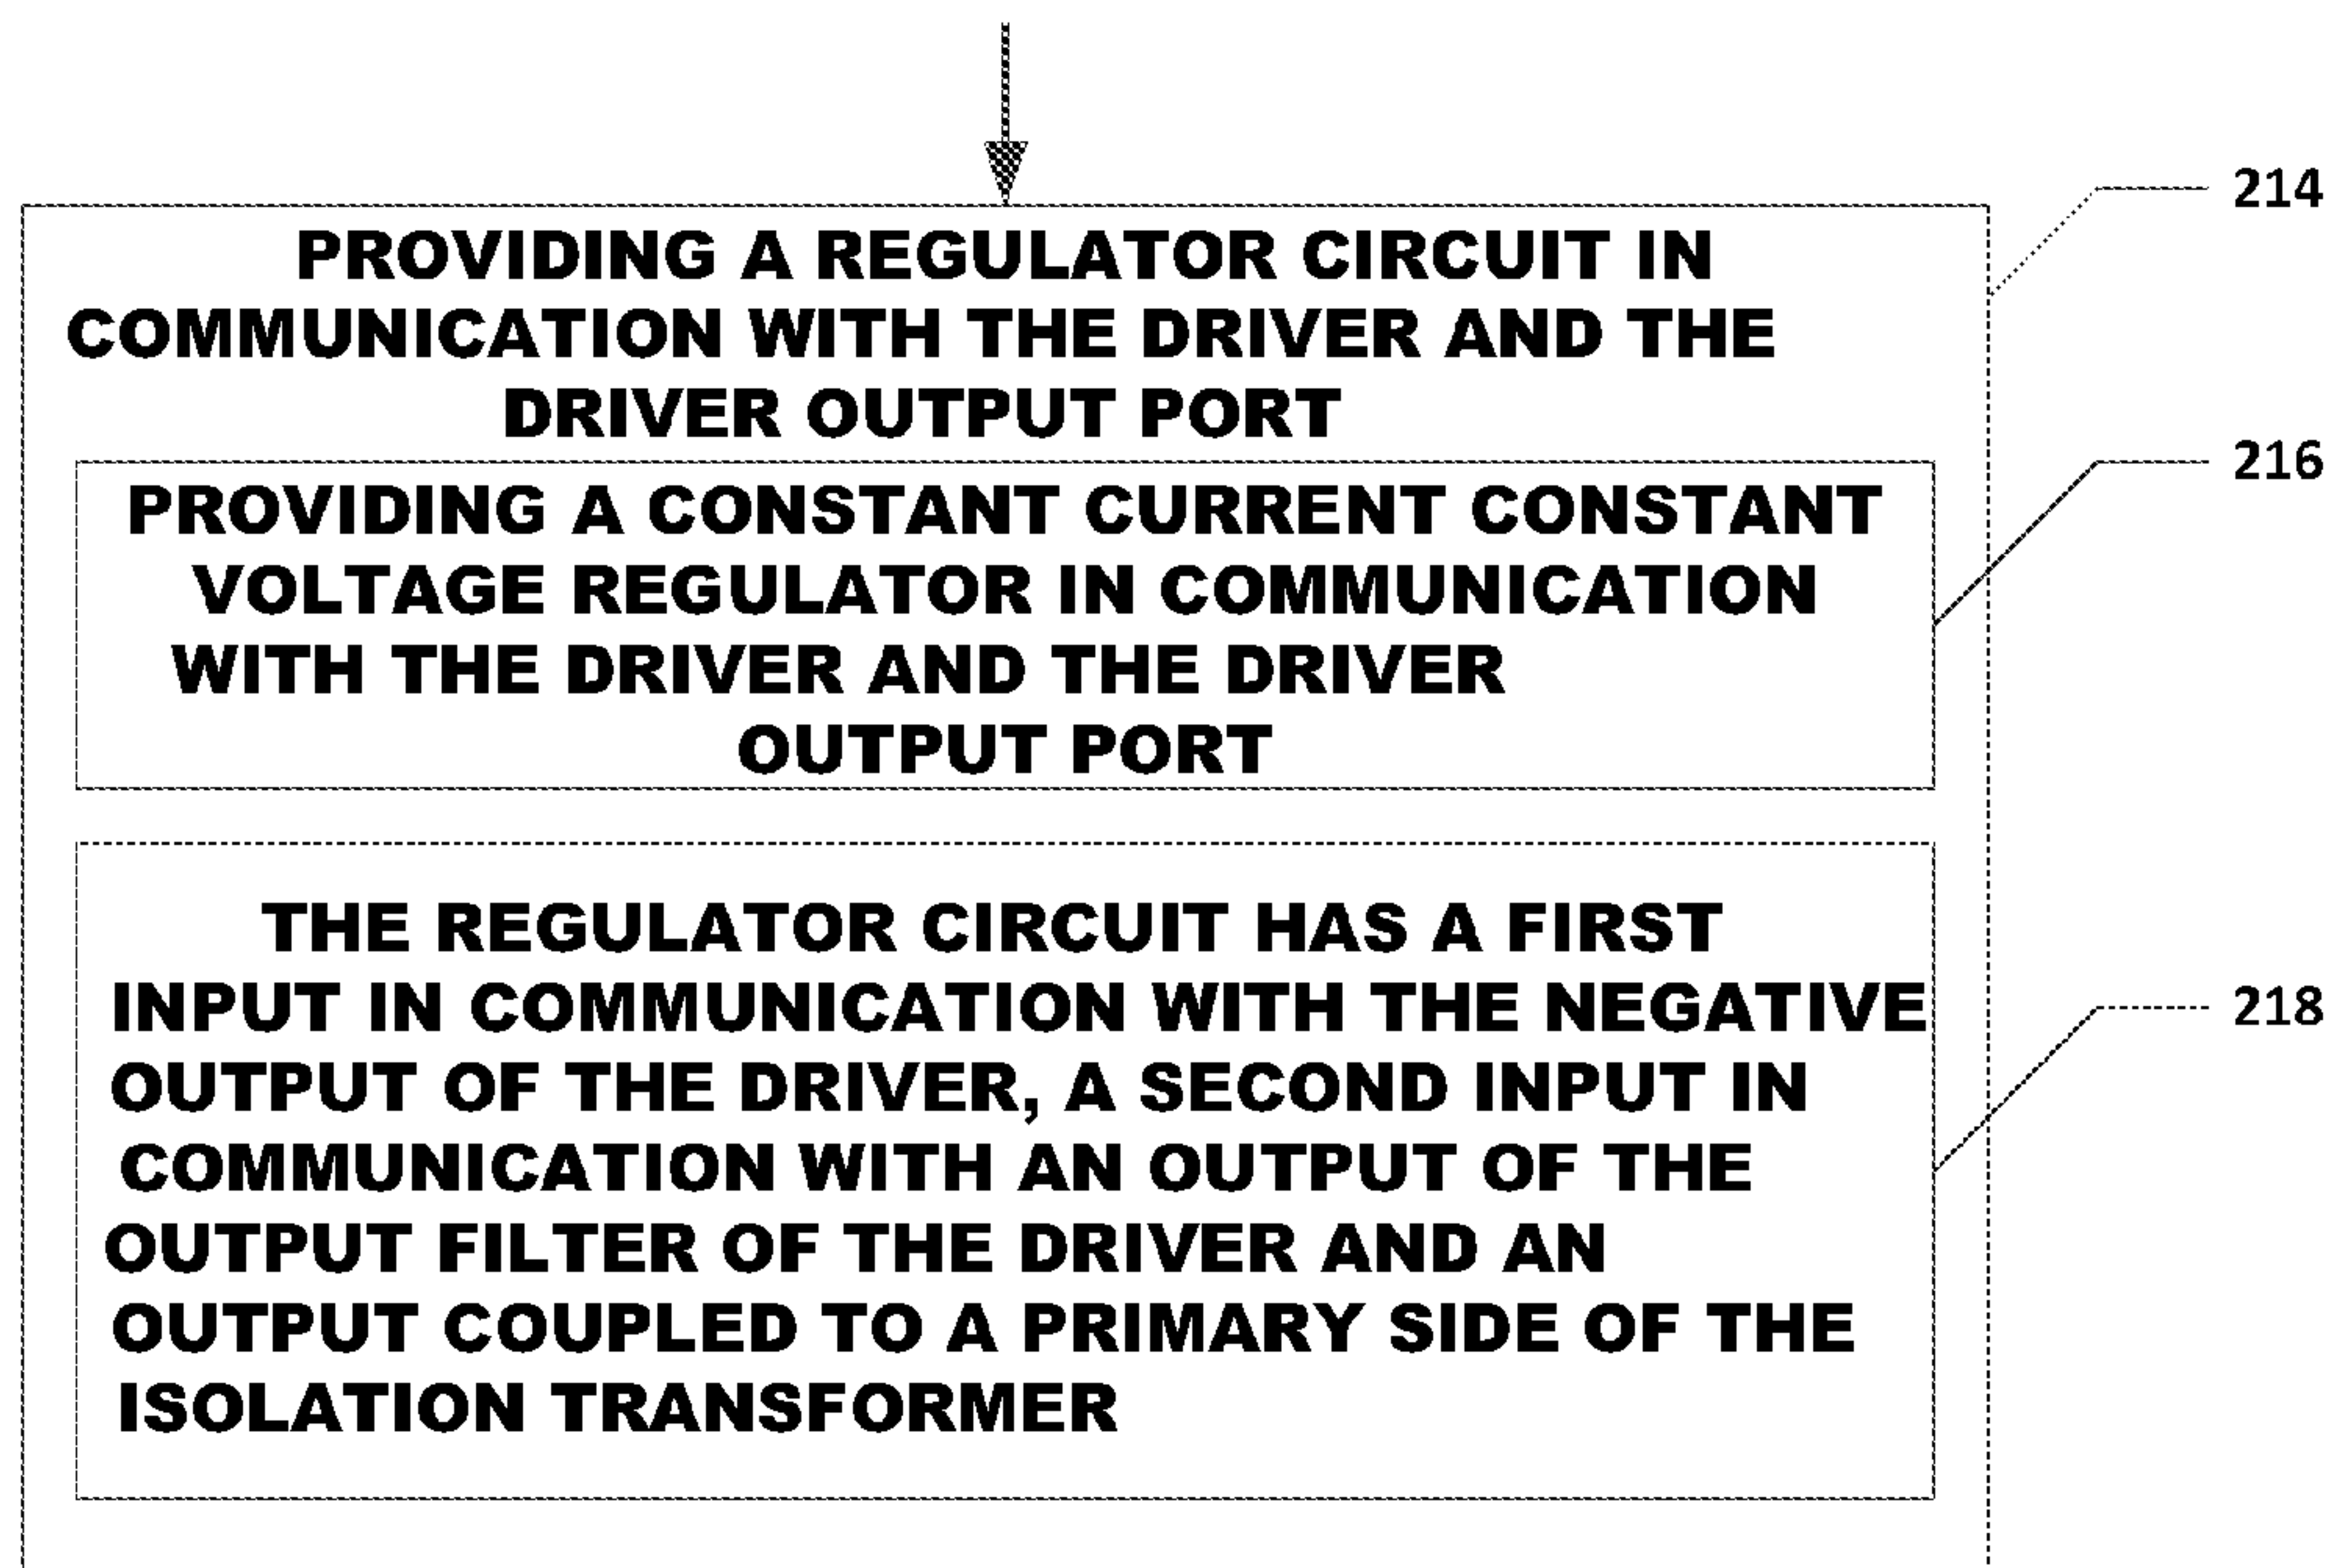 214
PROVIDING A REGULATOR CIRCUIT IN
COMMUNICATION WITH THE DRIVER AND THE
DRIVER OUTPUT PORT
216
PROVIDING A CONSTANT CURRENT CONSTANT
VOLTAGE REGULATOR IN COMMUNICATION
WITH THE DRIVER AND THE DRIVER
OUTPUT PORT
THE REGULATOR CIRCUIT HAS A FIRST
INPUT IN COMMUNICATION WITH THE NEGATIVE
218
OUTPUT OF THE DRIVER, A SECOND INPUT IN
COMMUNICATION WITH AN OUTPUT OF THE
OUTPUT FILTER OF THE DRIVER AND AN
OUTPUT COUPLED TO A PRIMARY SIDE OF THE
ISOLATION TRANSFORMER